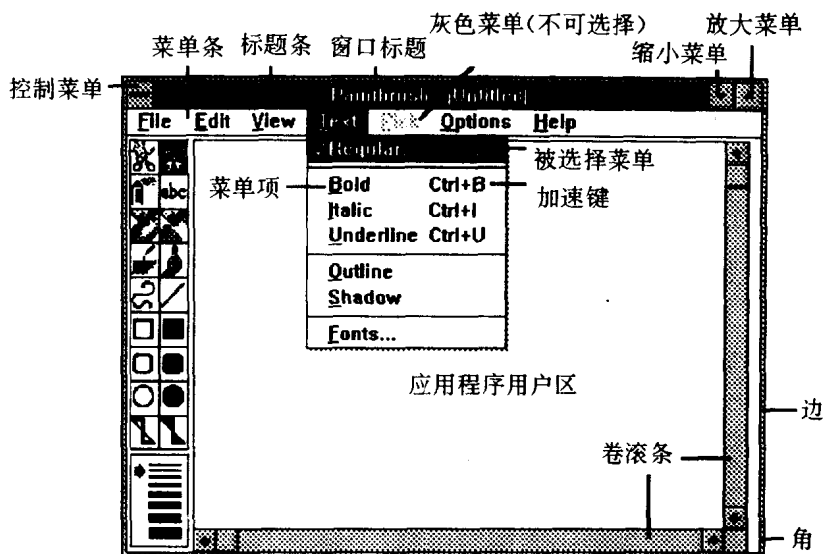 灰色菜单(不可选择)
放大菜单
菜单条 标题条 窗口标题
缩小菜单
控制菜单
Paintbrush - (Untitled)
File Edit View Text Pick Options Help
Regular
被选择菜单
菜单项
Bold Ctrl+B
加速键
Italic Ctrl+I
Underline Ctrl+U
Outline
Shadow
Fonts...
abc
应用程序用户区
边
卷滚条
角